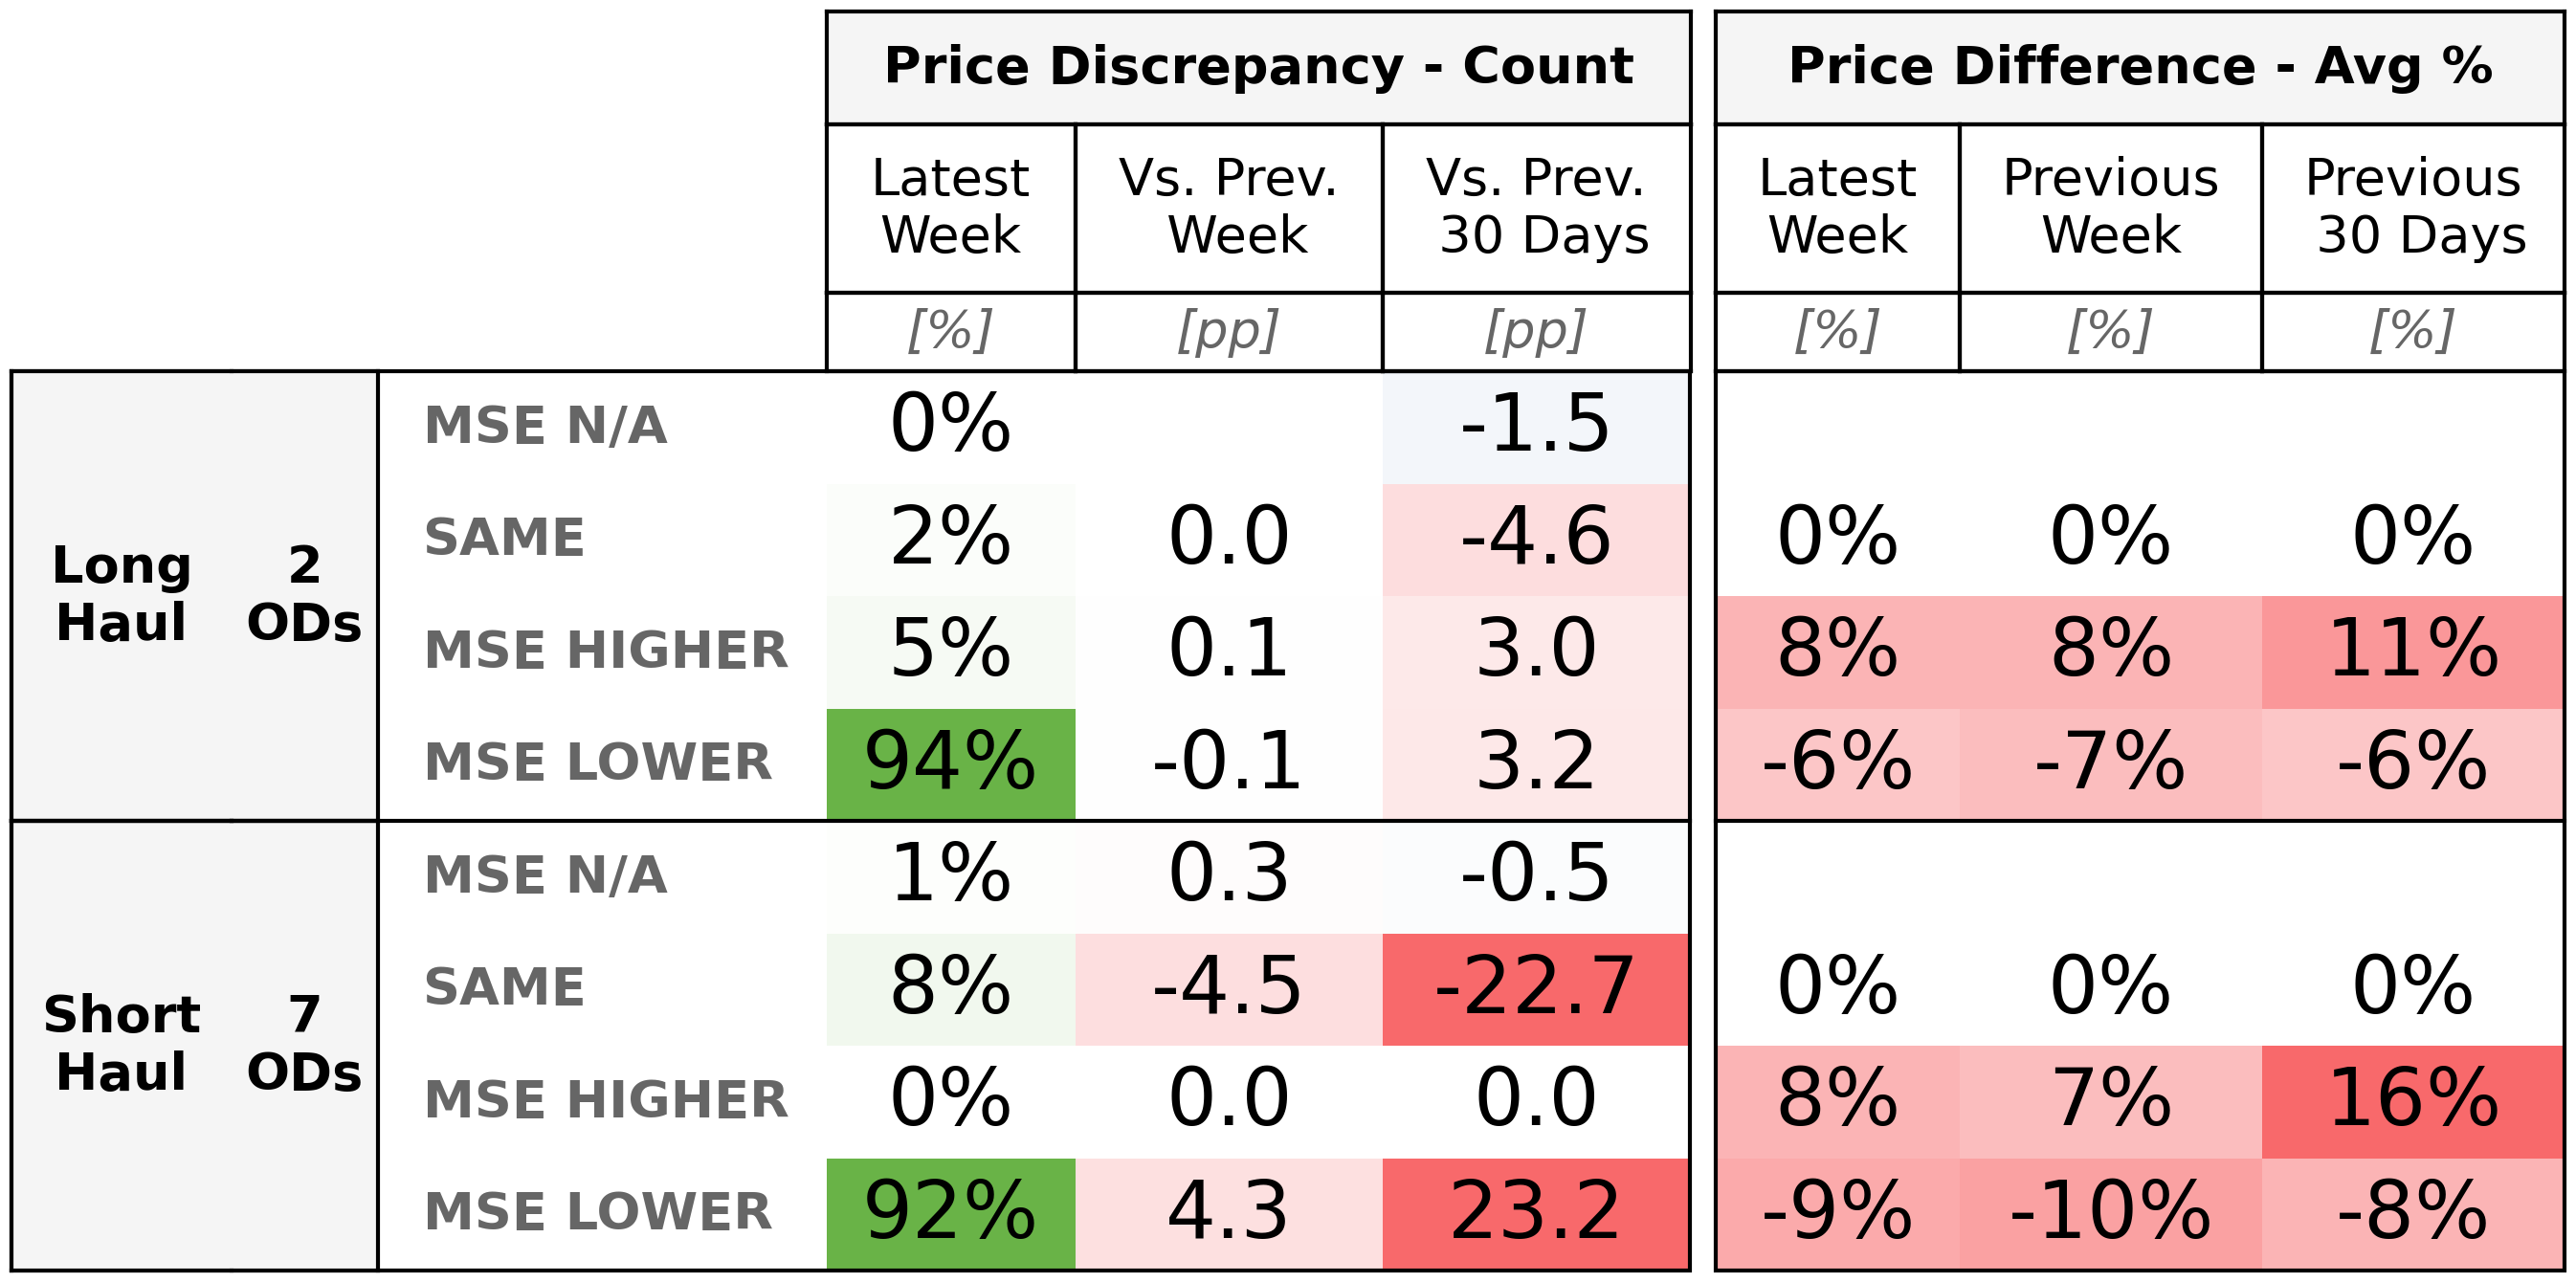 Price Discrepancy - Count Price Difference - Avg %
Latest Week Vs. Prev. Week Vs. Prev. 30 Days Latest Week Previous Week Previous 30 Days
[%] [pp] [pp] [%] [%] [%]
Long Haul 2 ODs
MSE N/A 0% -1.5
SAME 2% 0.0 -4.6 0% 0% 0%
MSE HIGHER 5% 0.1 3.0 8% 8% 11%
MSE LOWER 94% -0.1 3.2 -6% -7% -6%
Short Haul 7 ODs
MSE N/A 1% 0.3 -0.5
SAME 8% -4.5 -22.7 0% 0% 0%
MSE HIGHER 0% 0.0 0.0 8% 7% 16%
MSE LOWER 92% 4.3 23.2 -9% -10% -8%